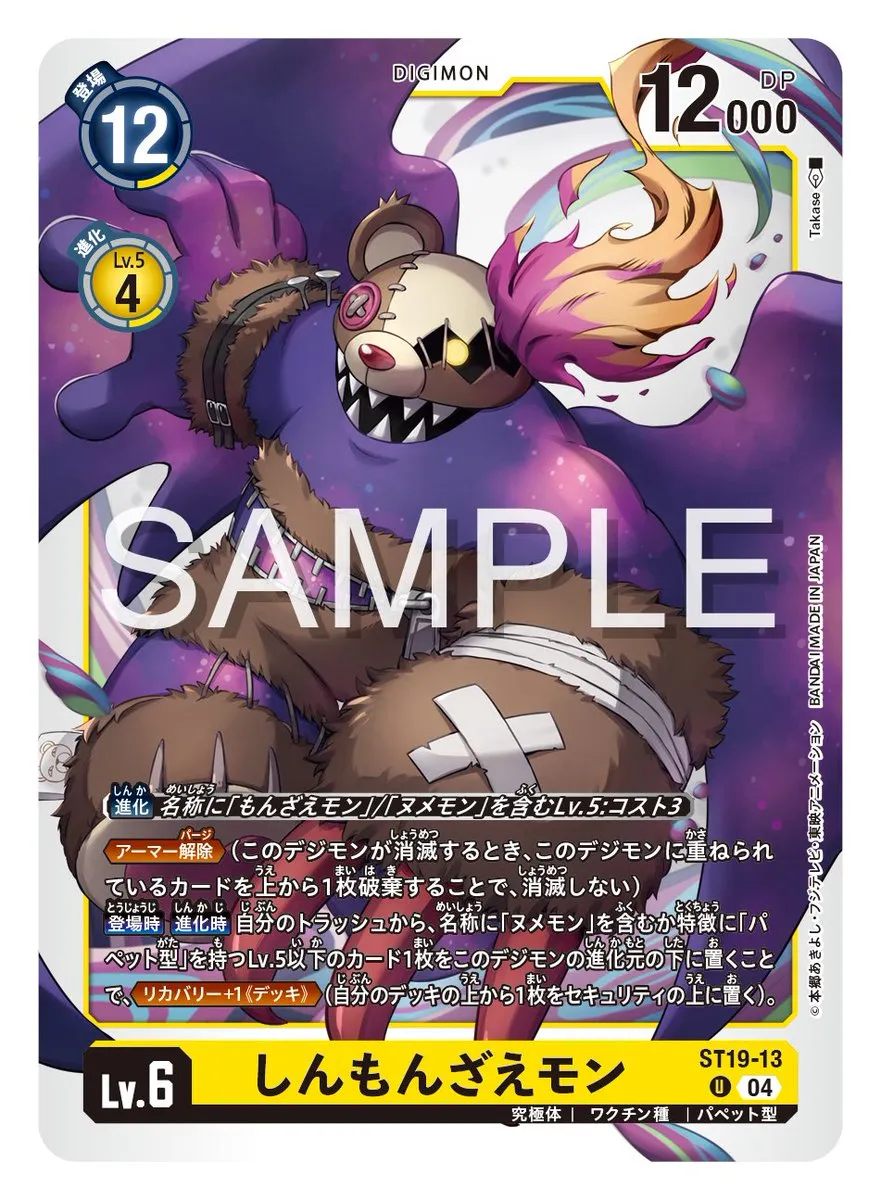 DIGIMON
登場
12
12000
DP
進化
Lv.5
4
Takase
SAMPLE
進化 名称に「もんざえモン」/「ヌメモン」を含むLv.5:コスト3
アーマー解除 (このデジモンが消滅するとき、このデジモンに重ねられ
ているカードを上から1枚破棄することで、消滅しない)
登場時 進化時 自分のトラッシュから、名称に「ヌメモン」を含むか特徴に「パ
ペット型」を持つLv.5以下のカード1枚をこのデジモンの進化元の下に置くこと
で、リカバリー+1《デッキ》(自分のデッキの上から1枚をセキュリティの上に置く)。
©本郷あきよし・フジテレビ・東映アニメーション BANDAI MADE IN JAPAN
Lv.6
しんもんざえモン
ST19-13
U 04
究極体 | ワクチン種 | パペット型